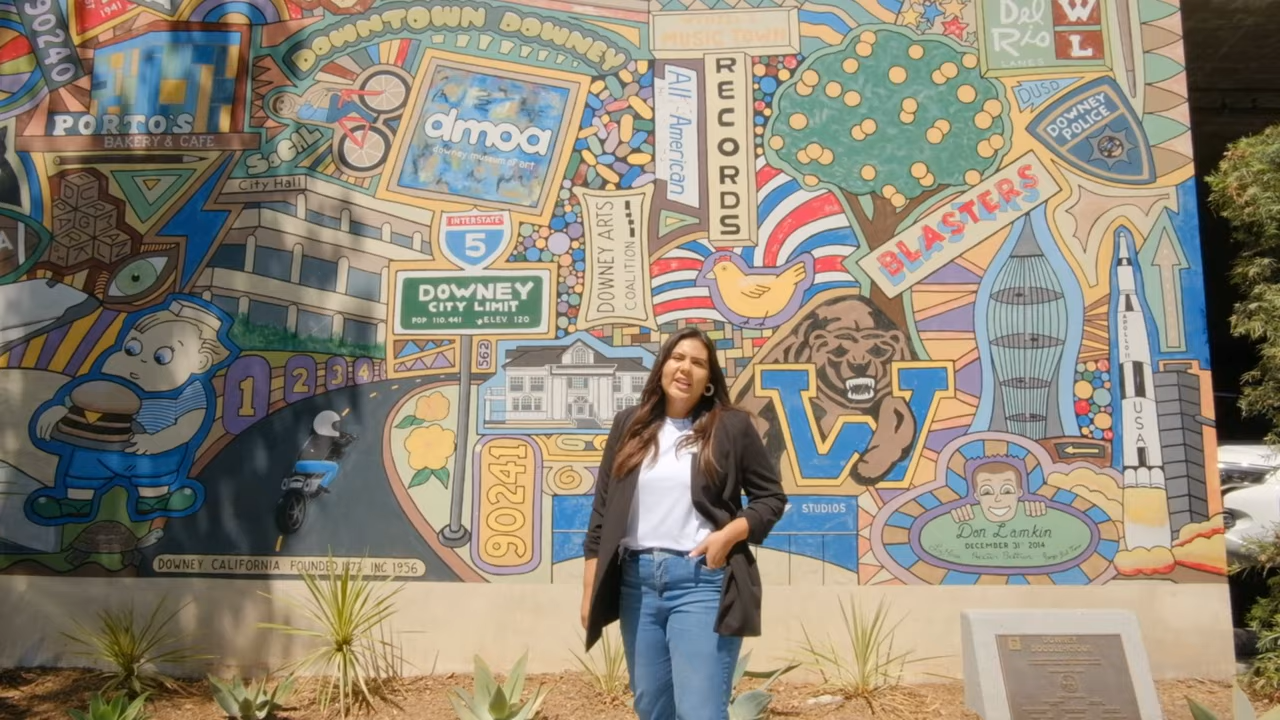 90240
1941
PORTO'S
BAKERY & CAFE
DOWNTOWN DOWNEY
SoCAL
City Hall
dmoa
downey museum of art
INTERSTATE
5
DOWNEY
CITY LIMIT
POP 110.441 ELEV 120
562
1
2
3
4
90241
DOWNEY CALIFORNIA FOUNDED 1873 INC 1956
DOWNEY ARTS
COALITION
MUSIC TOWN
All American
RECORDS
Del
Rio
LANES
W
L
DUSD
DOWNEY
POLICE
BLASTERS
W
STUDIOS
APOLLO 11
USA
Don Lamkin
DECEMBER 31st 2014
DOWNEY